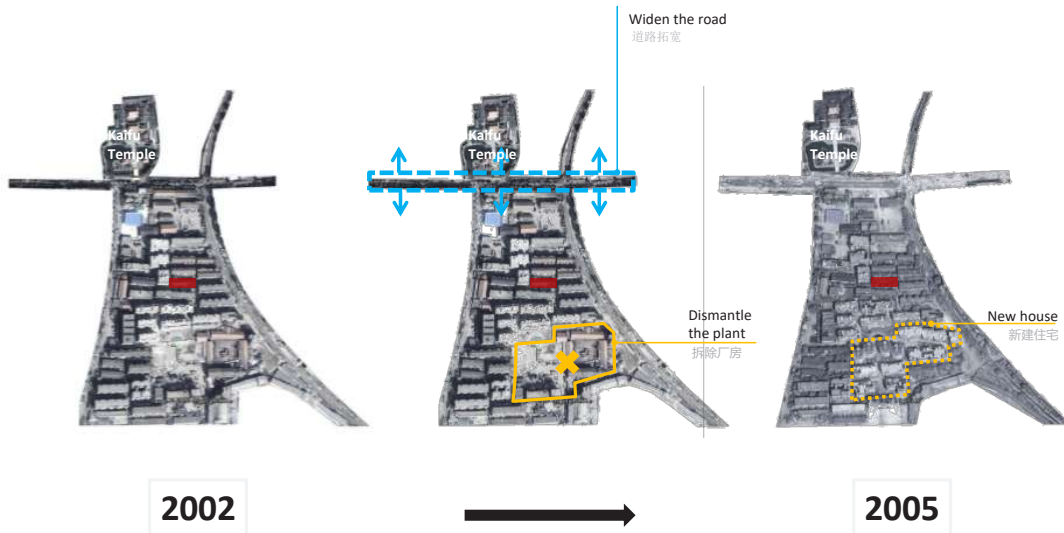 Widen the road
道路拓宽
Kaifu
Temple
Kaifu
Temple
Kaifu
Temple
Dismantle
the plant
拆除厂房
New house
新建住宅
2002
2005